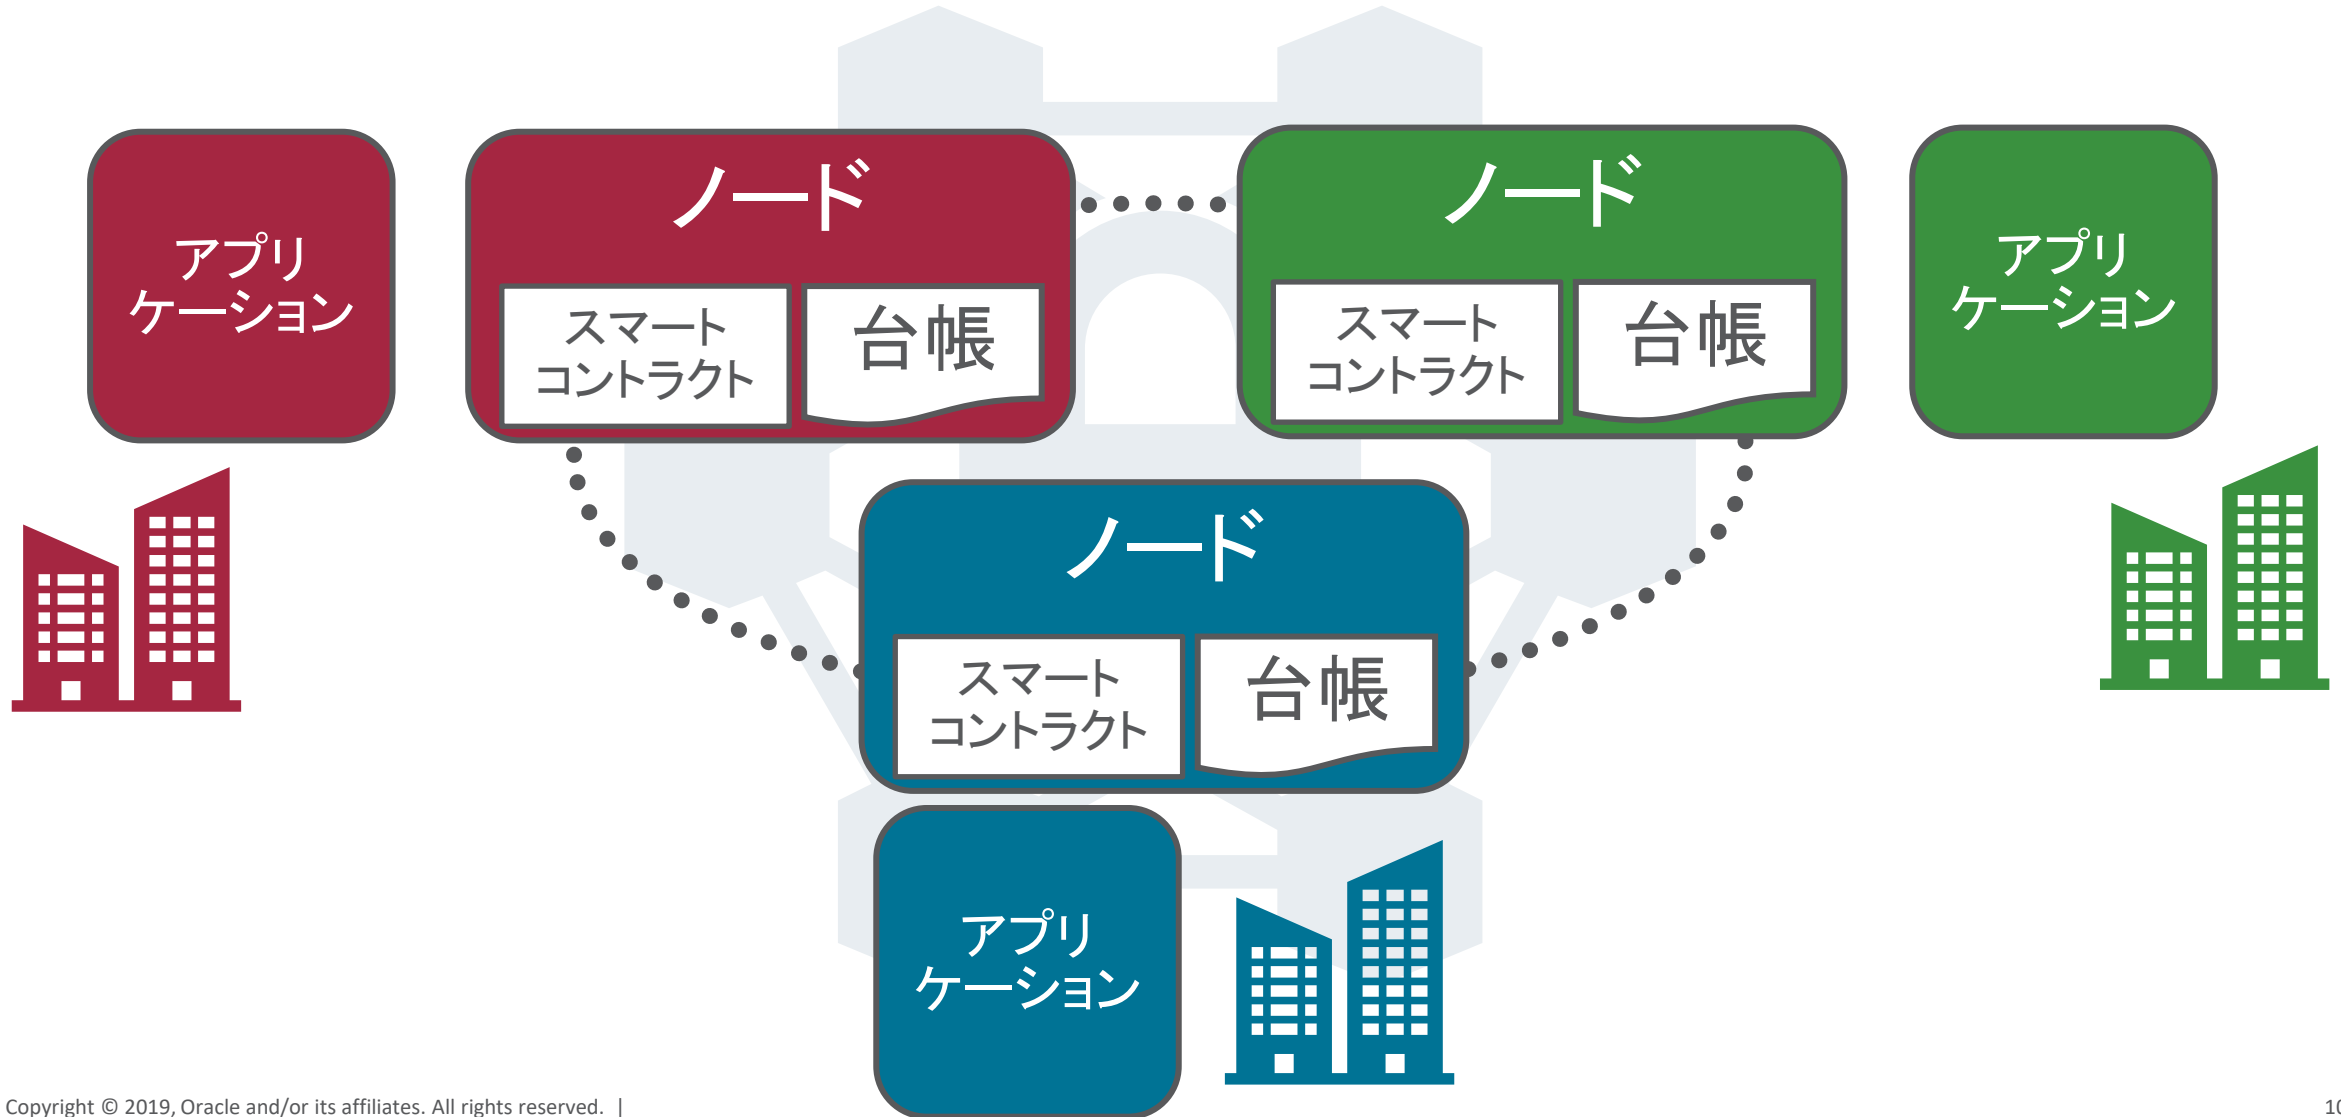 アプリ
ケーション
ノード
スマート
コントラクト
台帳
ノード
スマート
コントラクト
台帳
アプリ
ケーション
ノード
スマート
コントラクト
台帳
アプリ
ケーション
Copyright © 2019, Oracle and/or its affiliates. All rights reserved. |
10